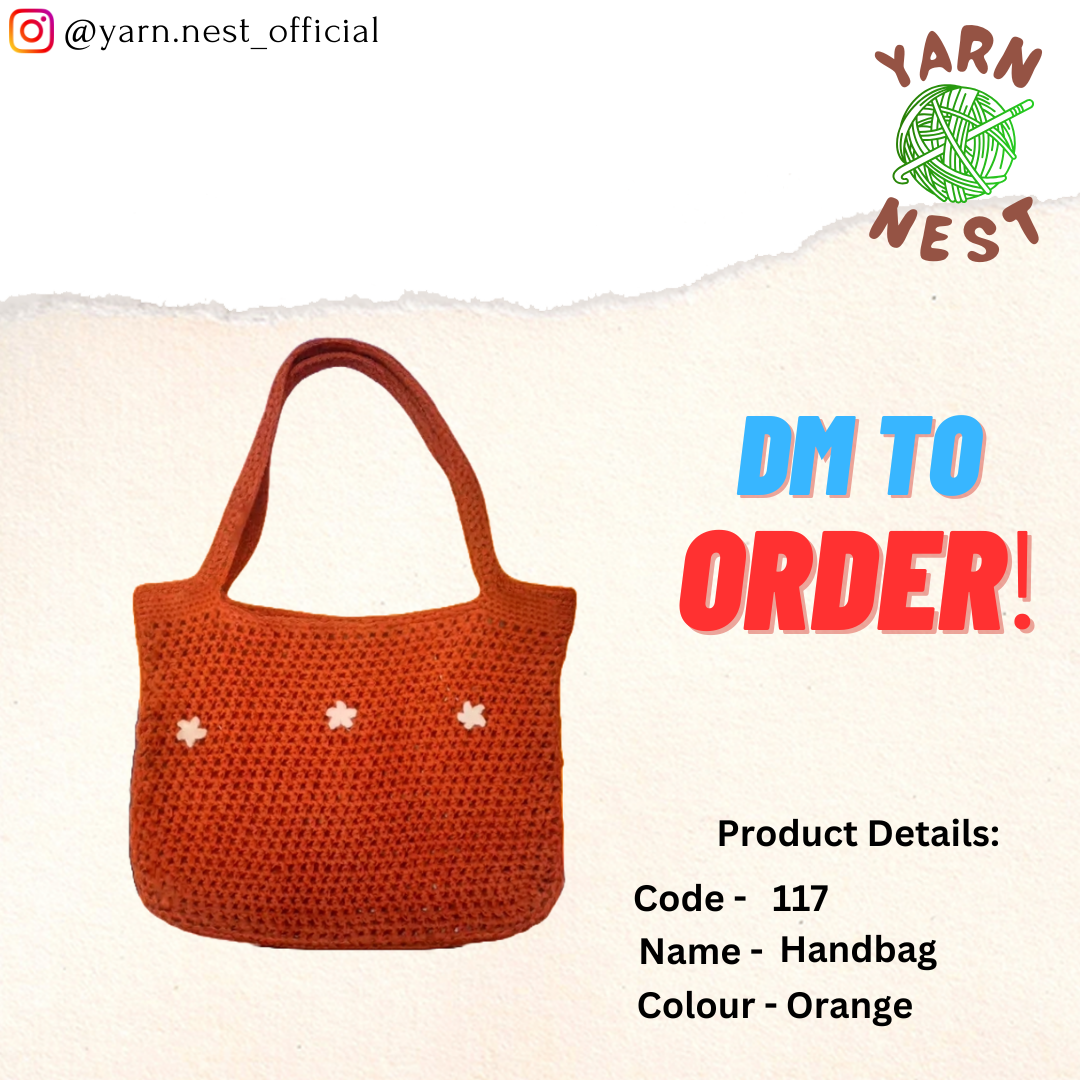 @yarn.nest_official
YARN
NEST
DM TO
ORDER!
Product Details:
Code - 117
Name - Handbag
Colour - Orange